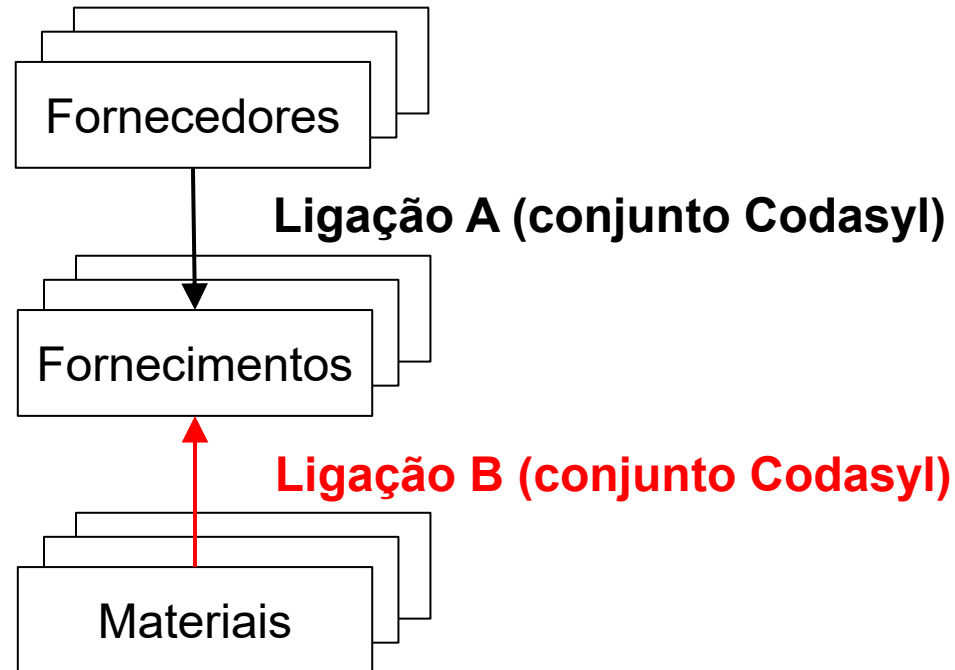 Fornecedores
Ligação A (conjunto Codasyl)
Fornecimentos
Ligação B (conjunto Codasyl)
Materiais